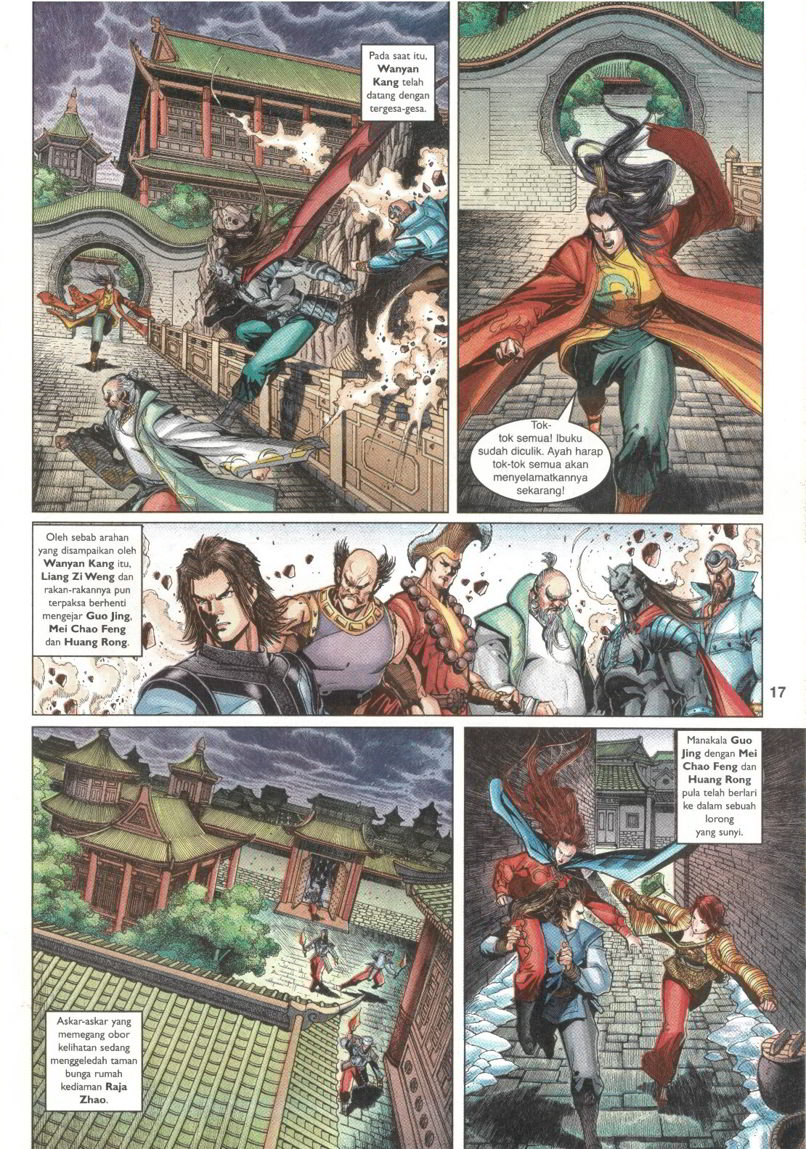 Pada saat itu,
Wanyan
Kang telah
datang dengan
tergesa-gesa.
Tok-
tok semua! Ibuku
sudah diculik. Ayah harap
tok-tok semua akan
menyelamatkannya
sekarang!
Oleh sebab arahan
yang disampaikan oleh
Wanyan Kang itu,
Liang Zi Weng dan
rakan-rakannya pun
terpaksa berhenti
mengejar Guo Jing,
Mei Chao Feng
dan Huang Rong.
17
Askar-askar yang
memegang obor
kelihatan sedang
menggeledah taman
bunga rumah
kediaman Raja
Zhao.
Manakala Guo
Jing dengan Mei
Chao Feng dan
Huang Rong
pula telah berlari
ke dalam sebuah
lorong
yang sunyi.